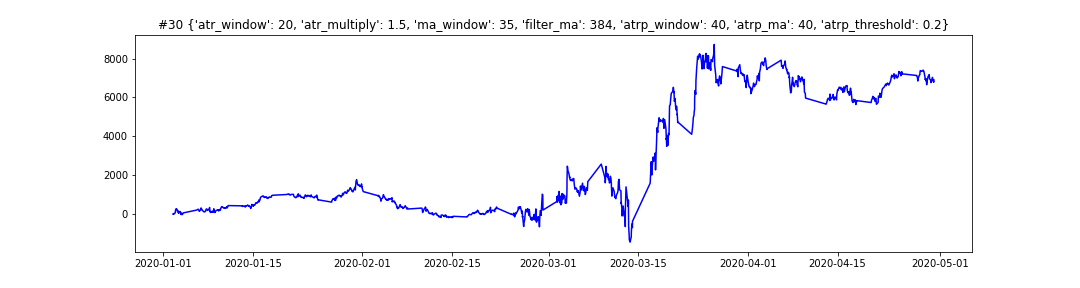 #30 {'atr_window': 20, 'atr_multiply': 1.5, 'ma_window': 35, 'filter_ma': 384, 'atrp_window': 40, 'atrp_ma': 40, 'atrp_threshold': 0.2}
8000
6000
4000
2000
0
2020-01-01 2020-01-15 2020-02-01 2020-02-15 2020-03-01 2020-03-15 2020-04-01 2020-04-15 2020-05-01